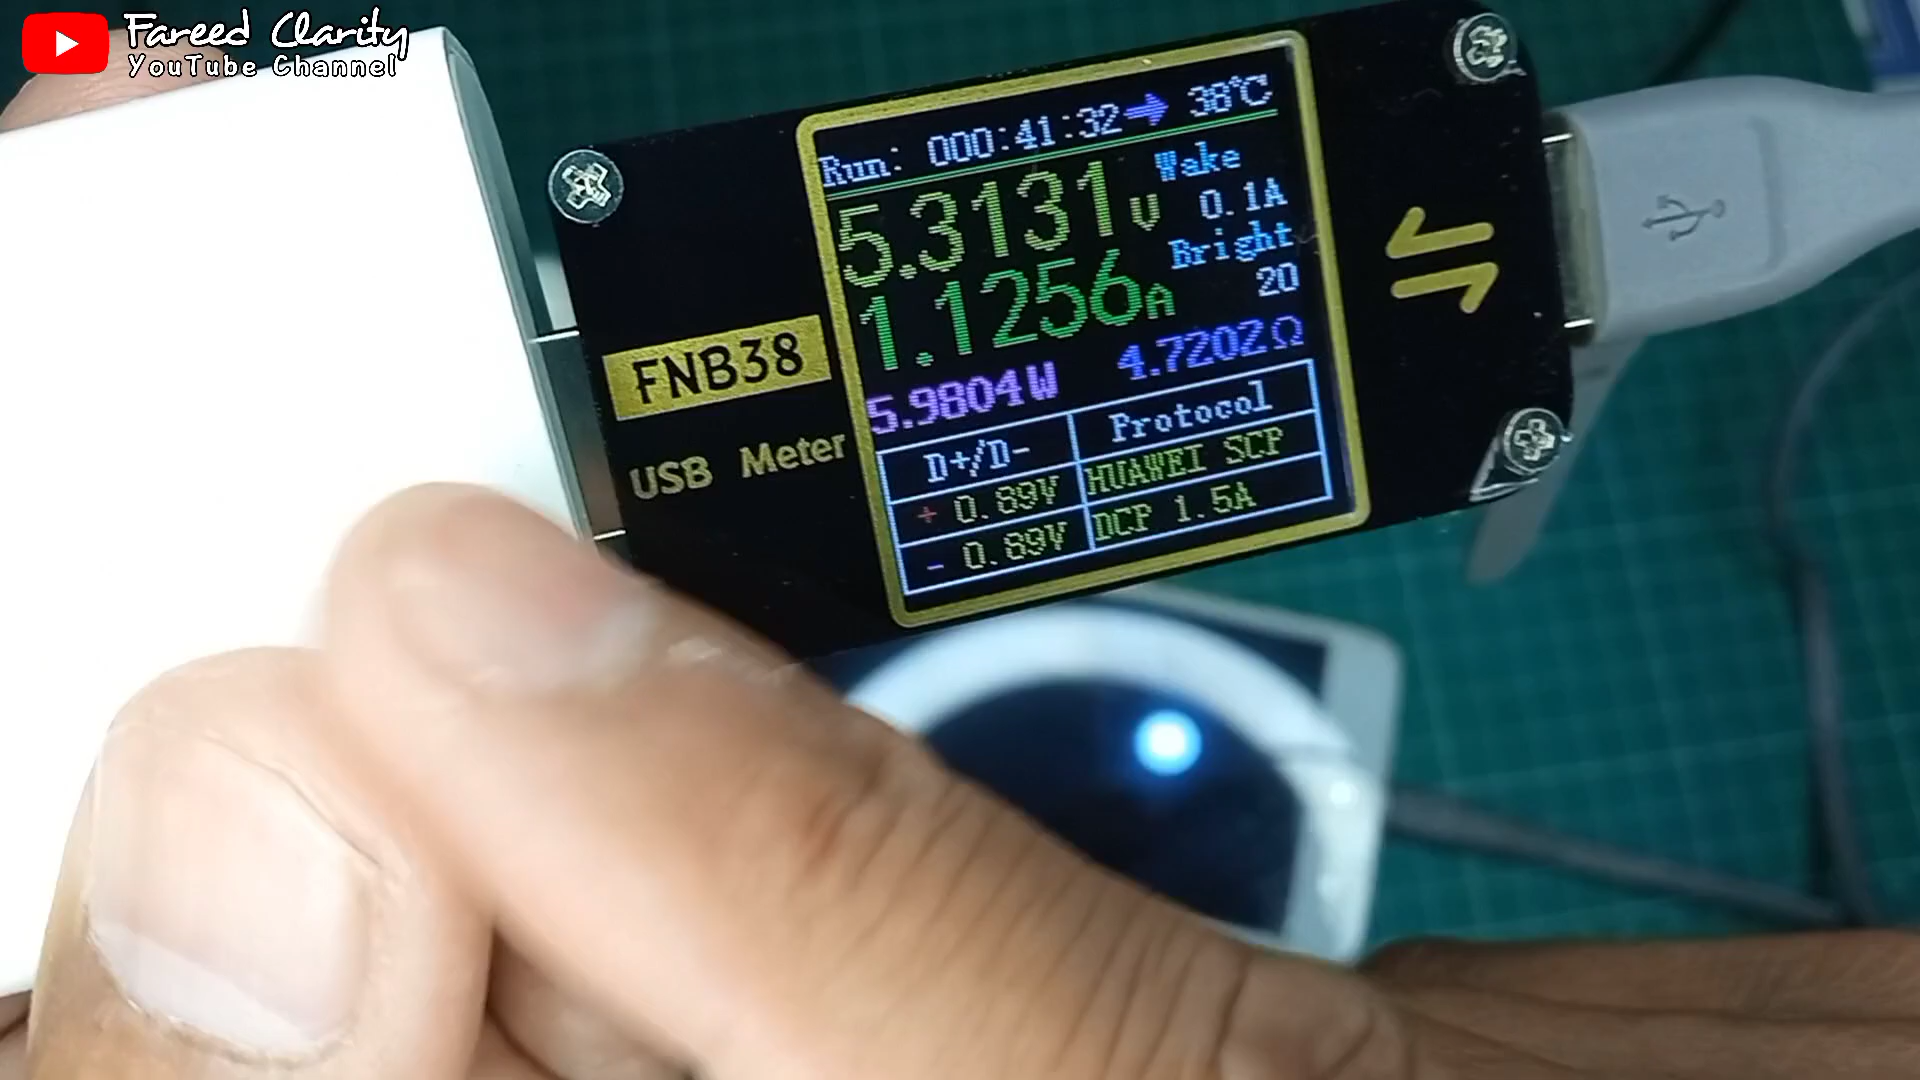 Fareed Clarity
YouTube Channel
Run: 000:41:32 38°C
5.3131V
Wake
0.1A
1.1256A
Bright
20
5.9804W 4.7202Ω
D+/D- Protocol
+ 0.89V HUAWEI SCP
- 0.89V DCP 1.5A
FNB38
USB Meter